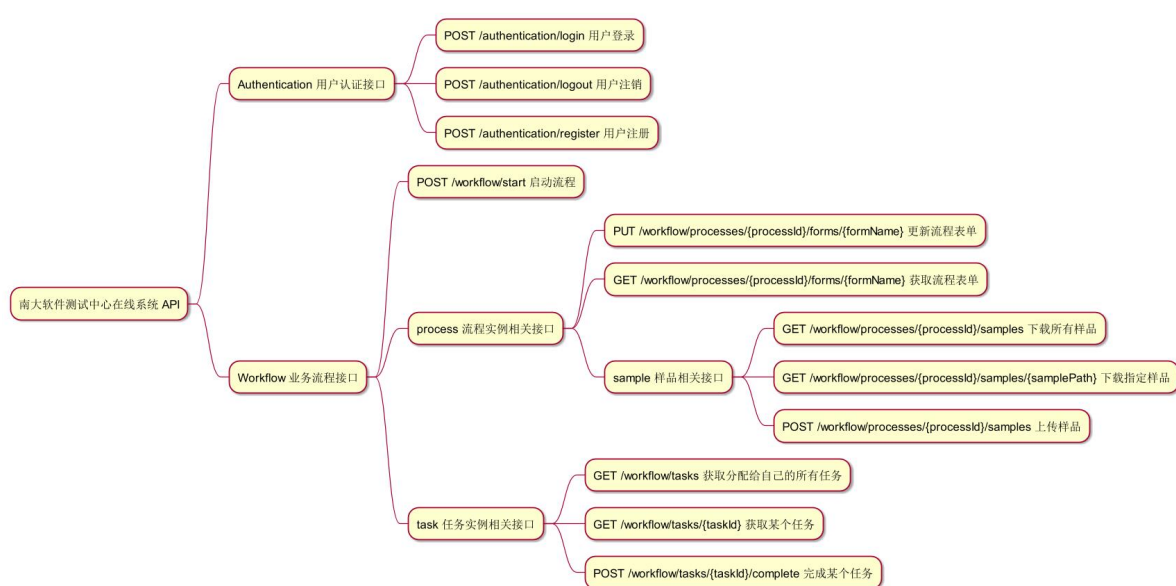 南大软件测试中心在线系统 API
Authentication 用户认证接口
POST /authentication/login 用户登录
POST /authentication/logout 用户注销
POST /authentication/register 用户注册
Workflow 业务流程接口
POST /workflow/start 启动流程
process 流程实例相关接口
PUT /workflow/processes/{processId}/forms/{formName} 更新流程表单
GET /workflow/processes/{processId}/forms/{formName} 获取流程表单
sample 样品相关接口
GET /workflow/processes/{processId}/samples 下载所有样品
GET /workflow/processes/{processId}/samples/{samplePath} 下载指定样品
POST /workflow/processes/{processId}/samples 上传样品
task 任务实例相关接口
GET /workflow/tasks 获取分配给自己的所有任务
GET /workflow/tasks/{taskId} 获取某个任务
POST /workflow/tasks/{taskId}/complete 完成某个任务